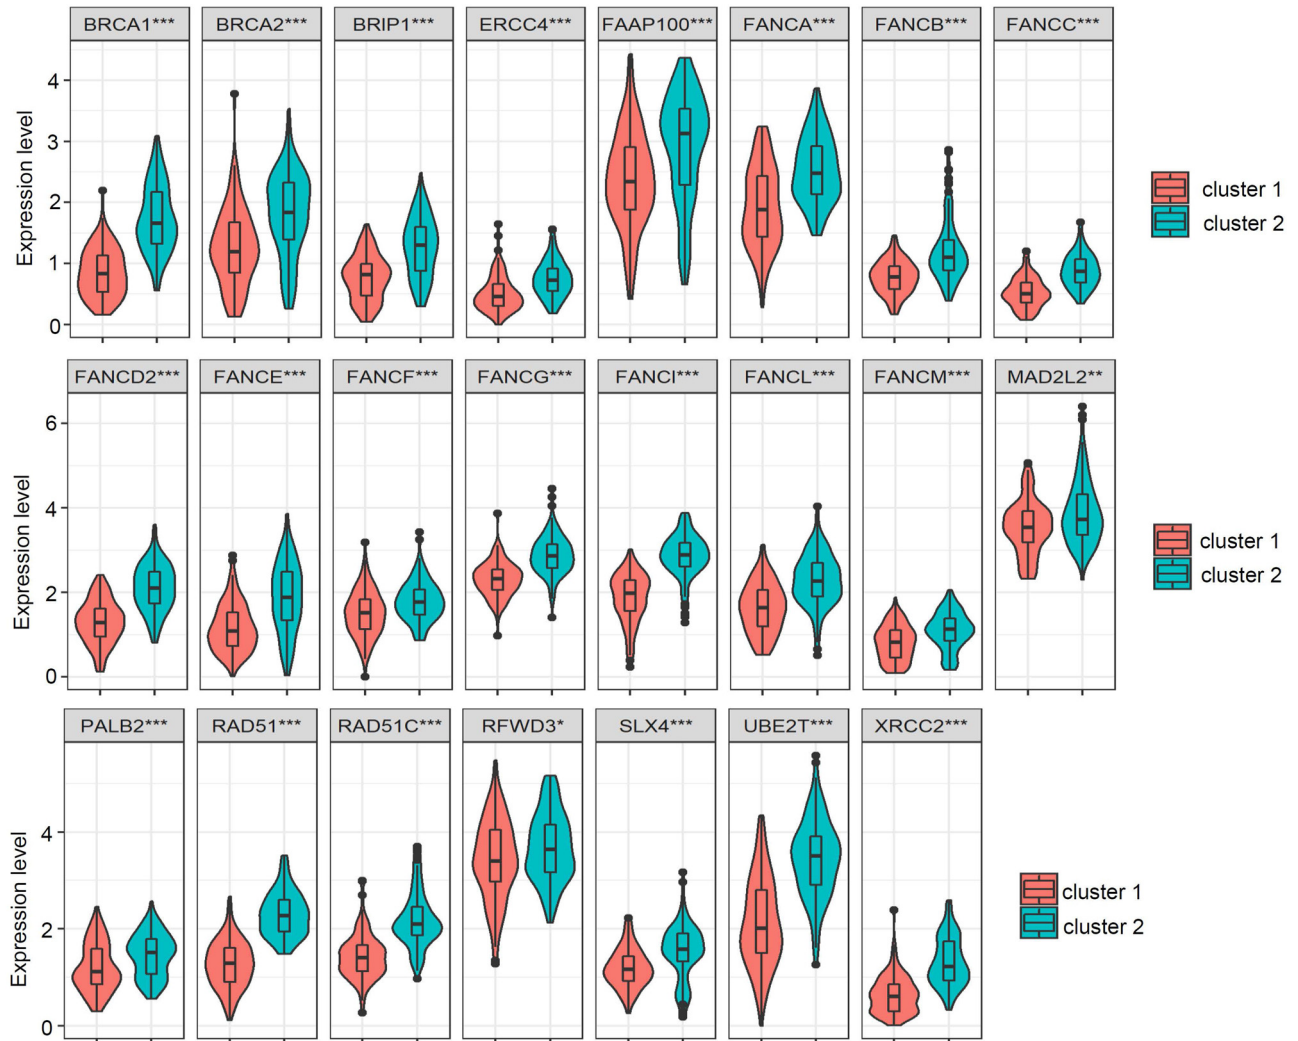 BRCA1*** BRCA2*** BRIP1*** ERCC4*** FAAP100*** FANCA*** FANCB*** FANCC***
Expression level
4
3
2
1
0
cluster 1
cluster 2
FANCD2*** FANCE*** FANCF*** FANCG*** FANCI*** FANCL*** FANCM*** MAD2L2**
Expression level
6
4
2
0
cluster 1
cluster 2
PALB2*** RAD51*** RAD51C*** RFWD3* SLX4*** UBE2T*** XRCC2***
Expression level
4
2
0
cluster 1
cluster 2